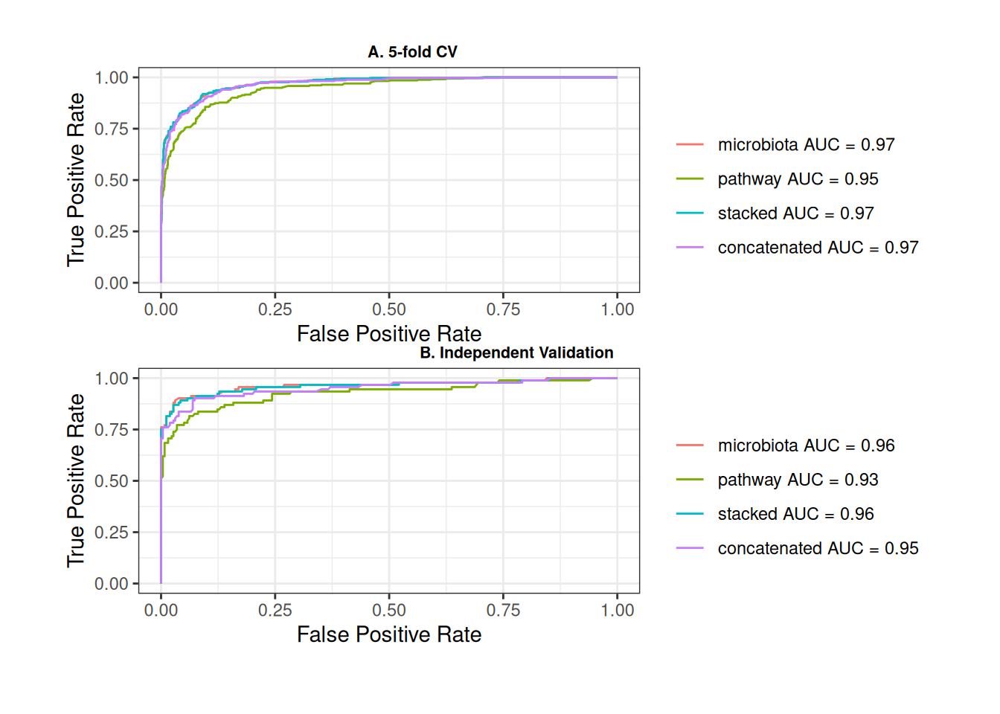 A. 5-fold CV
True Positive Rate
1.00
0.75
0.50
0.25
0.00
0.00 0.25 0.50 0.75 1.00
False Positive Rate
microbiota AUC = 0.97
pathway AUC = 0.95
stacked AUC = 0.97
concatenated AUC = 0.97
B. Independent Validation
True Positive Rate
1.00
0.75
0.50
0.25
0.00
0.00 0.25 0.50 0.75 1.00
False Positive Rate
microbiota AUC = 0.96
pathway AUC = 0.93
stacked AUC = 0.96
concatenated AUC = 0.95